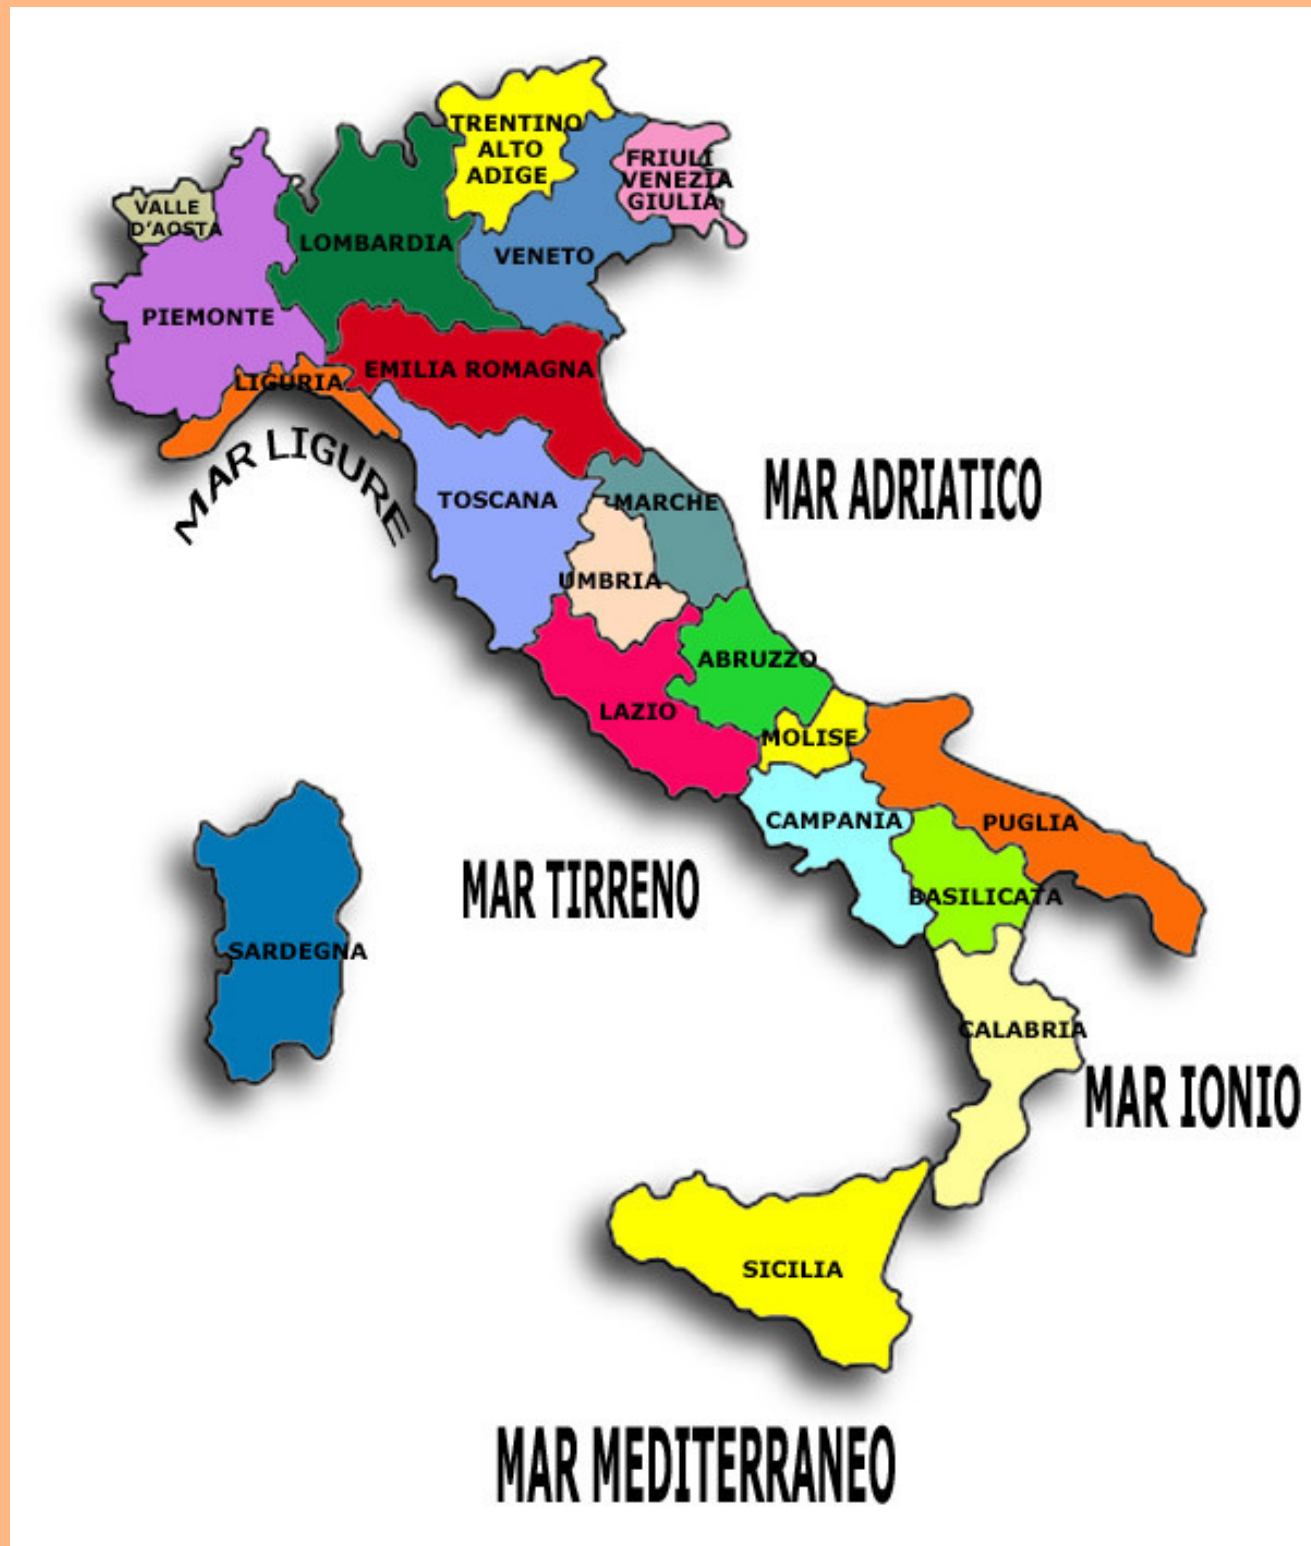 TRENTINO
ALTO
ADIGE
FRIULI
VENEZIA
GIULIA
VALLE
D'AOSTA
LOMBARDIA
VENETO
PIEMONTE
EMILIA ROMAGNA
LIGURIA
MAR LIGURE
TOSCANA
MARCHE
MAR ADRIATICO
UMBRIA
ABRUZZO
LAZIO
MOLISE
CAMPANIA
PUGLIA
MAR TIRRENO
BASILICATA
SARDEGNA
CALABRIA
MAR IONIO
SICILIA
MAR MEDITERRANEO